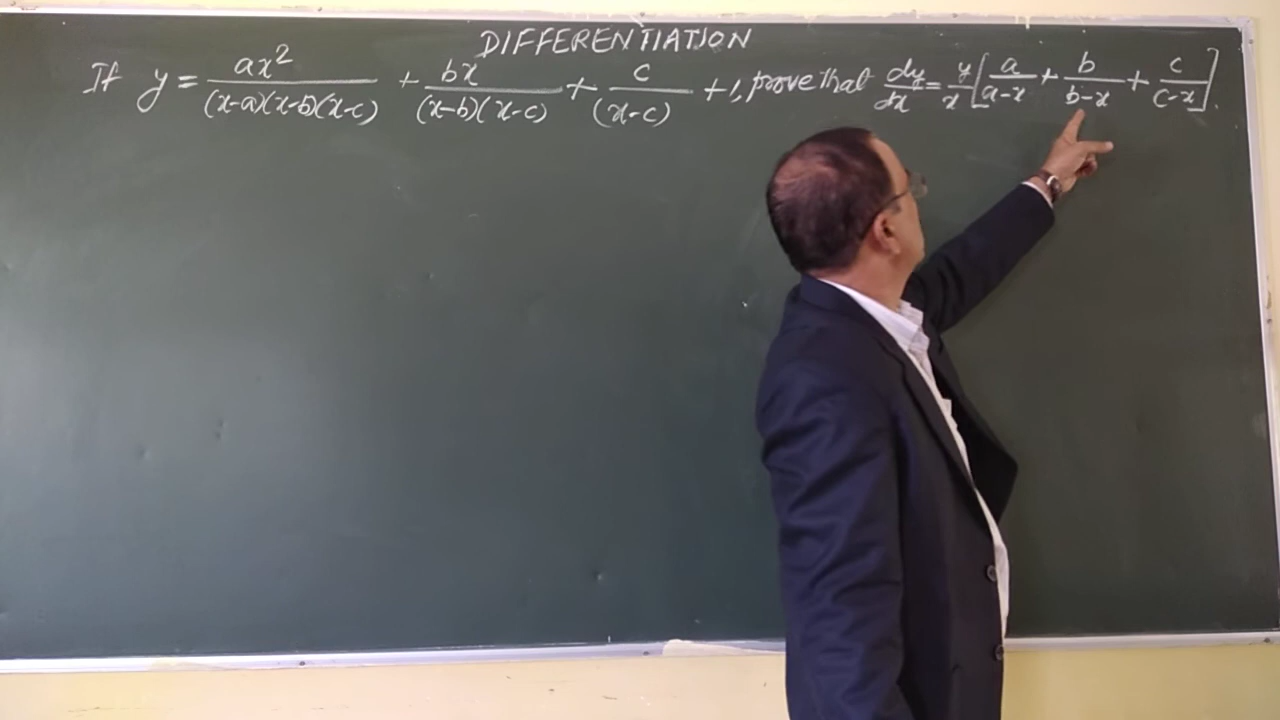 DIFFERENTIATION
If y = ax²/((x-a)(x-b)(x-c)) + bx/((x-b)(x-c)) + c/(x-c) + 1, prove that dy/dx = y/x [a/(a-x) + b/(b-x) + c/(c-x)].